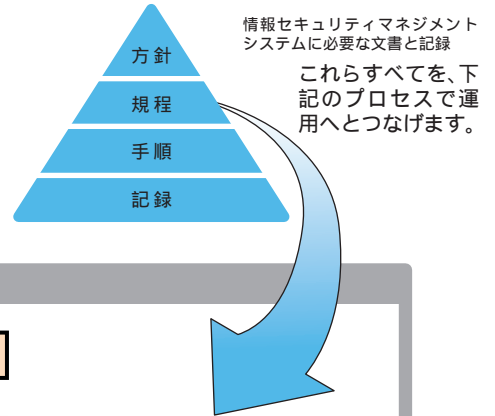 情報セキュリティマネジメント
システムに必要な文書と記録
これらすべてを、下
記のプロセスで運
用へとつなげます。
方針
規程
手順
記録